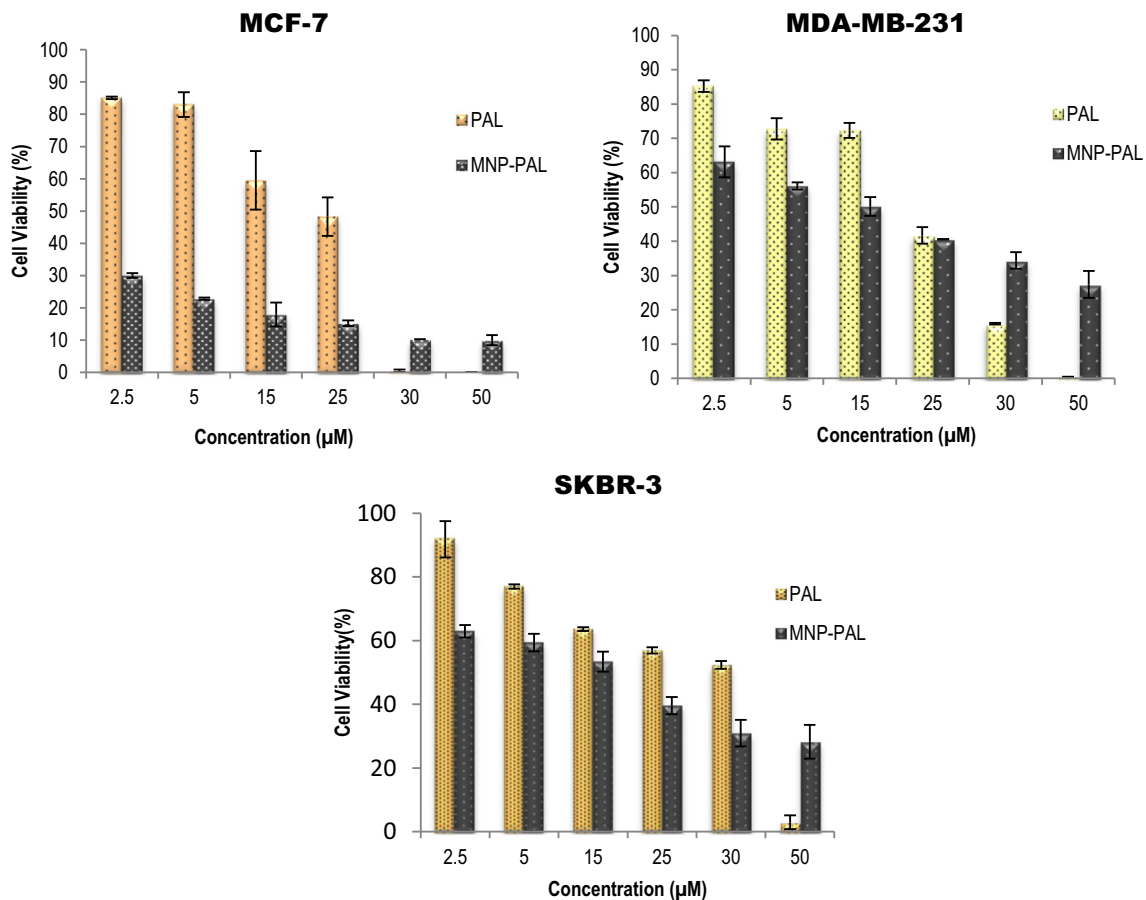 MCF-7
100
90
80
70
60
50
40
30
20
10
0
Cell Viability (%)
PAL
MNP-PAL
2.5 5 15 25 30 50
Concentration (µM)
MDA-MB-231
100
90
80
70
60
50
40
30
20
10
0
Cell Viability (%)
PAL
MNP-PAL
2.5 5 15 25 30 50
Concentration (µM)
SKBR-3
100
80
60
40
20
0
Cell Viability(%)
PAL
MNP-PAL
2.5 5 15 25 30 50
Concentration (µM)